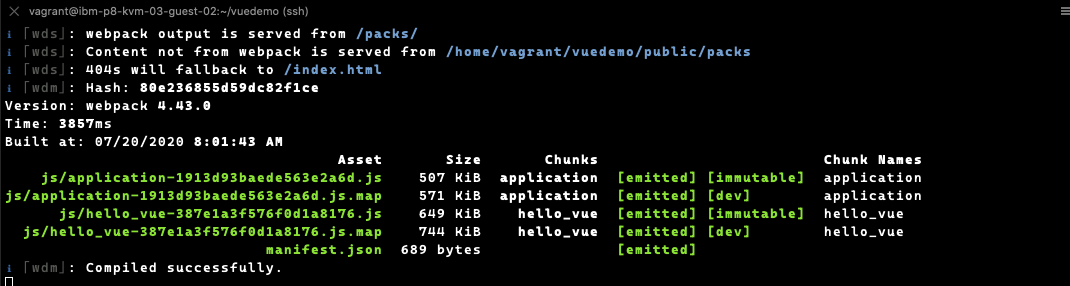 vagrant@ibm-p8-kvm-03-guest-02:~/vuedemo (ssh)
ℹ ｢wds｣: webpack output is served from /packs/
ℹ ｢wds｣: Content not from webpack is served from /home/vagrant/vuedemo/public/packs
ℹ ｢wds｣: 404s will fallback to /index.html
ℹ ｢wdm｣: Hash: 80e236855d59dc82f1ce
Version: webpack 4.43.0
Time: 3857ms
Built at: 07/20/2020 8:01:43 AM
Asset Size Chunks Chunk Names
js/application-1913d93baede563e2a6d.js 507 KiB application [emitted] [immutable] application
js/application-1913d93baede563e2a6d.js.map 571 KiB application [emitted] [dev] application
js/hello_vue-387e1a3f576f0d1a8176.js 649 KiB hello_vue [emitted] [immutable] hello_vue
js/hello_vue-387e1a3f576f0d1a8176.js.map 744 KiB hello_vue [emitted] [dev] hello_vue
manifest.json 689 bytes [emitted]
ℹ ｢wdm｣: Compiled successfully.